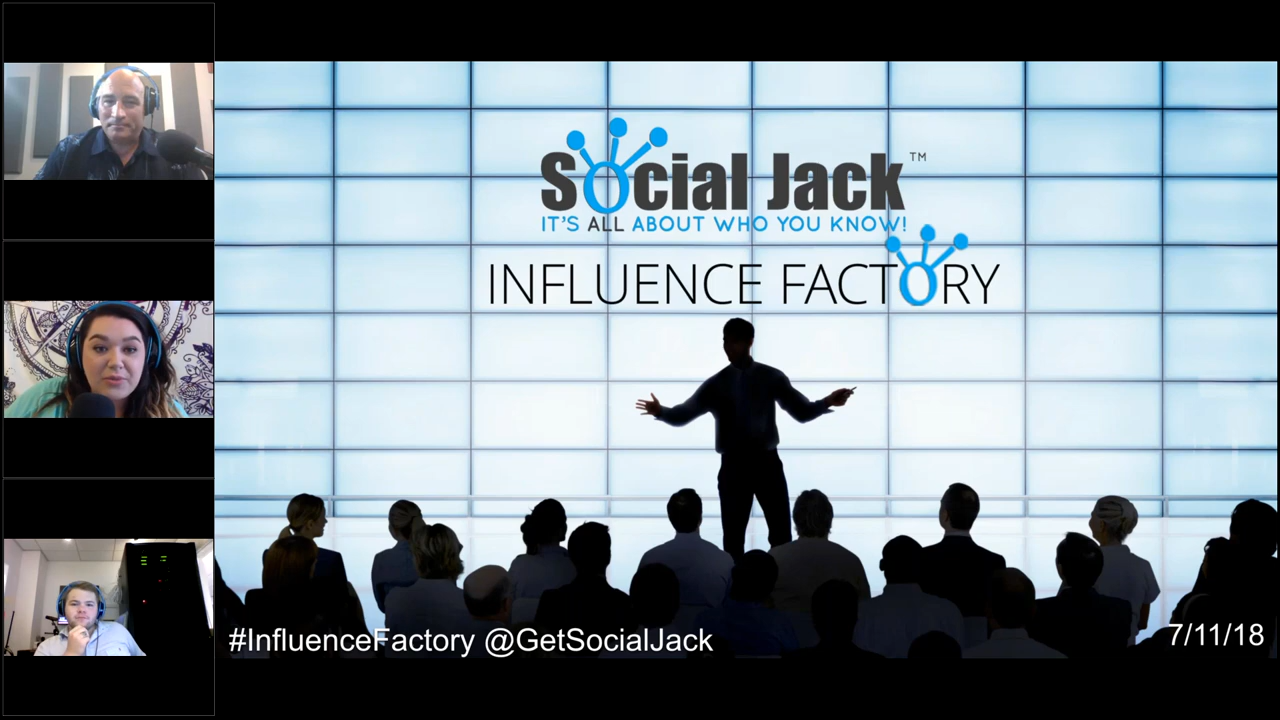 Social Jack™
IT'S ALL ABOUT WHO YOU KNOW!
INFLUENCE FACTORY
#InfluenceFactory @GetSocialJack
7/11/18